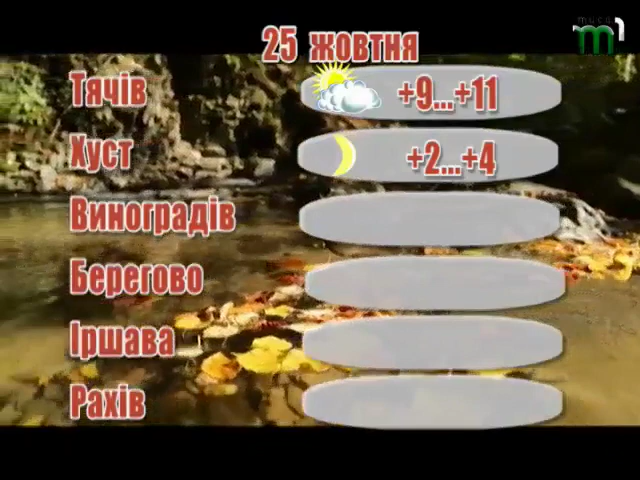 25 жовтня
Тячів +9...+11
Хуст +2...+4
Виноградів
Берегово
Іршава
Рахів